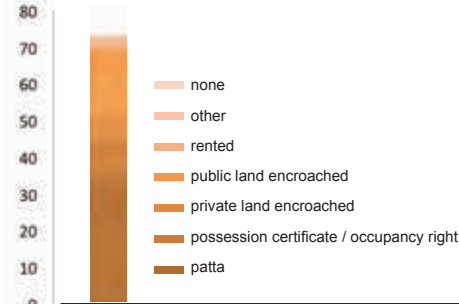 80
70
60
50
40
30
20
10
0
none
other
rented
public land encroached
private land encroached
possession certificate / occupancy right
patta